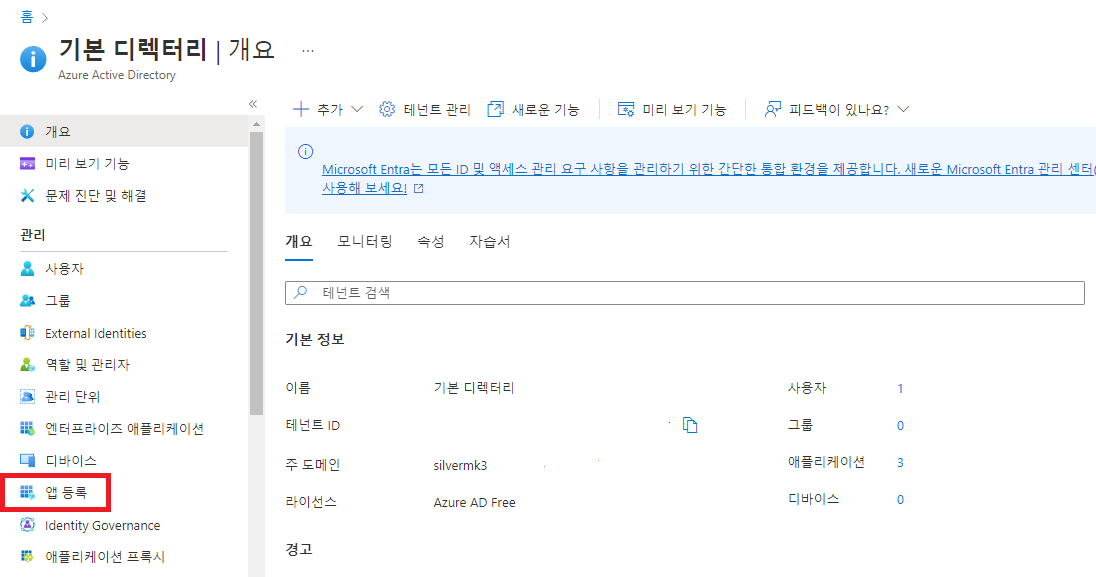 홈
기본 디렉터리 | 개요
Azure Active Directory
추가
테넌트 관리
새로운 기능
미리 보기 기능
피드백이 있나요?
개요
미리 보기 기능
문제 진단 및 해결
관리
사용자
그룹
External Identities
역할 및 관리자
관리 단위
엔터프라이즈 애플리케이션
디바이스
앱 등록
Identity Governance
애플리케이션 프록시
Microsoft Entra는 모든 ID 및 액세스 관리 요구 사항을 관리하기 위한 간단한 통합 환경을 제공합니다. 새로운 Microsoft Entra 관리 센터(
사용해 보세요!
개요 모니터링 속성 자습서
테넌트 검색
기본 정보
이름 기본 디렉터리 사용자 1
테넌트 ID 그룹 0
주 도메인 silvermk3 애플리케이션 3
라이선스 Azure AD Free 디바이스 0
경고